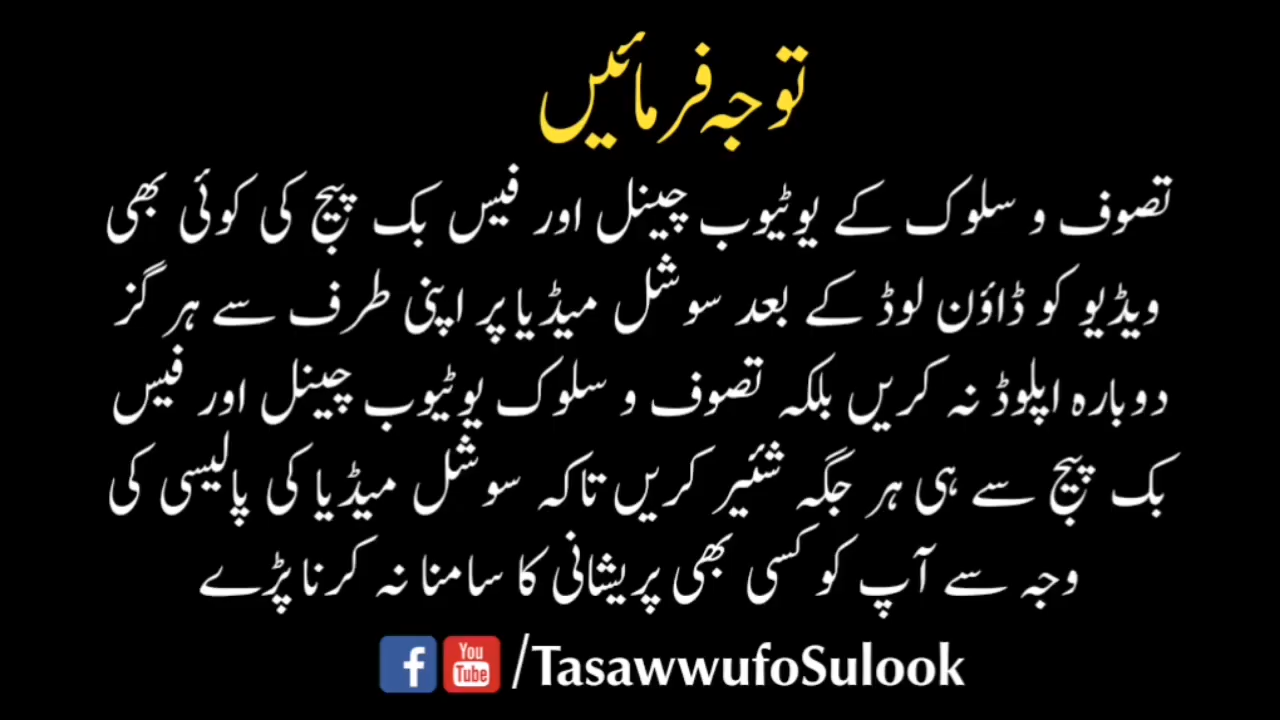 توجہ فرمائیں
تصوف و سلوک کے یوٹیوب چینل اور فیس بک پیج کی کوئی بھی
ویڈیو کو ڈاؤن لوڈ کے بعد سوشل میڈیا پر اپنی طرف سے ہر گز
دوبارہ اپلوڈ نہ کریں بلکہ تصوف و سلوک یوٹیوب چینل اور فیس
بک پیج سے ہی ہر جگہ شئیر کریں تاکہ سوشل میڈیا کی پالیسی کی
وجہ سے آپ کو کسی بھی پریشانی کا سامنا نہ کرنا پڑے
f You Tube /TasawwufoSulook